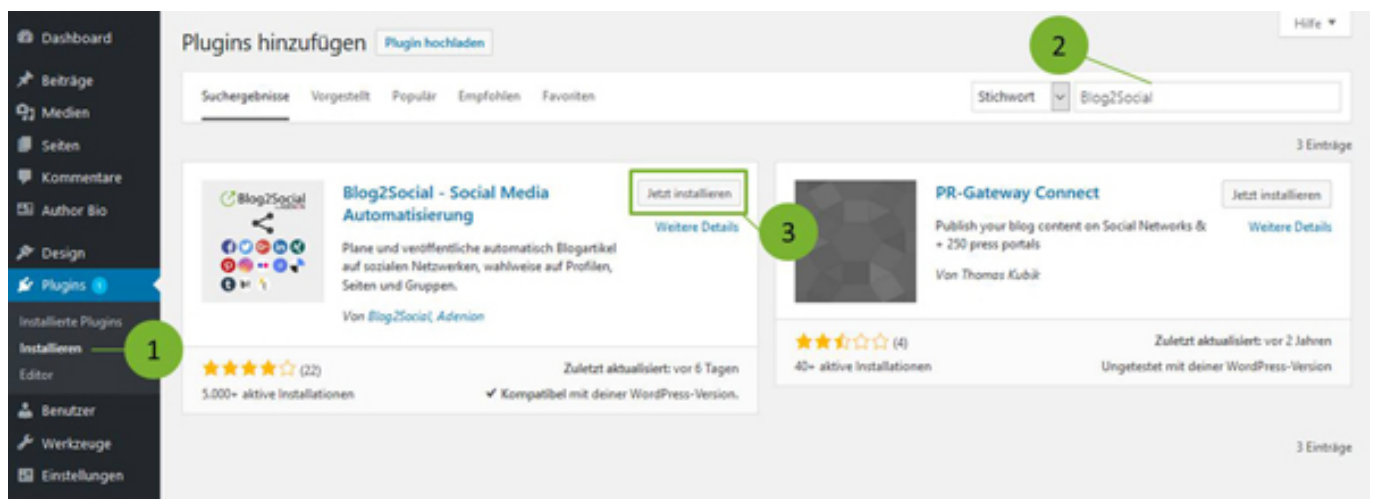 Dashboard
Beiträge
Medien
Seiten
Kommentare
Author Bio
Design
Plugins 1
Installierte Plugins
Installieren
Editor
Benutzer
Werkzeuge
Einstellungen
1
Hilfe
Plugins hinzufügen Plugin hochladen
2
Suchergebnisse Vorgestellt Populär Empfohlen Favoriten
Stichwort Blog2Social
3 Einträge
Blog2Social
Blog2Social - Social Media
Automatisierung
Jetzt installieren
Weitere Details
3
Plane und veröffentliche automatisch Blogartikel
auf sozialen Netzwerken, wahlweise auf Profilen,
Seiten und Gruppen.
Von Blog2Social, Adenion
(22)
Zuletzt aktualisiert: vor 6 Tagen
5.000+ aktive Installationen
Kompatibel mit deiner WordPress-Version.
PR-Gateway Connect
Jetzt installieren
Weitere Details
Publish your blog content on Social Networks &
+ 250 press portals
Von Thomas Kubik
(4)
Zuletzt aktualisiert: vor 2 Jahren
40+ aktive Installationen
Ungetestet mit deiner WordPress-Version
3 Einträge